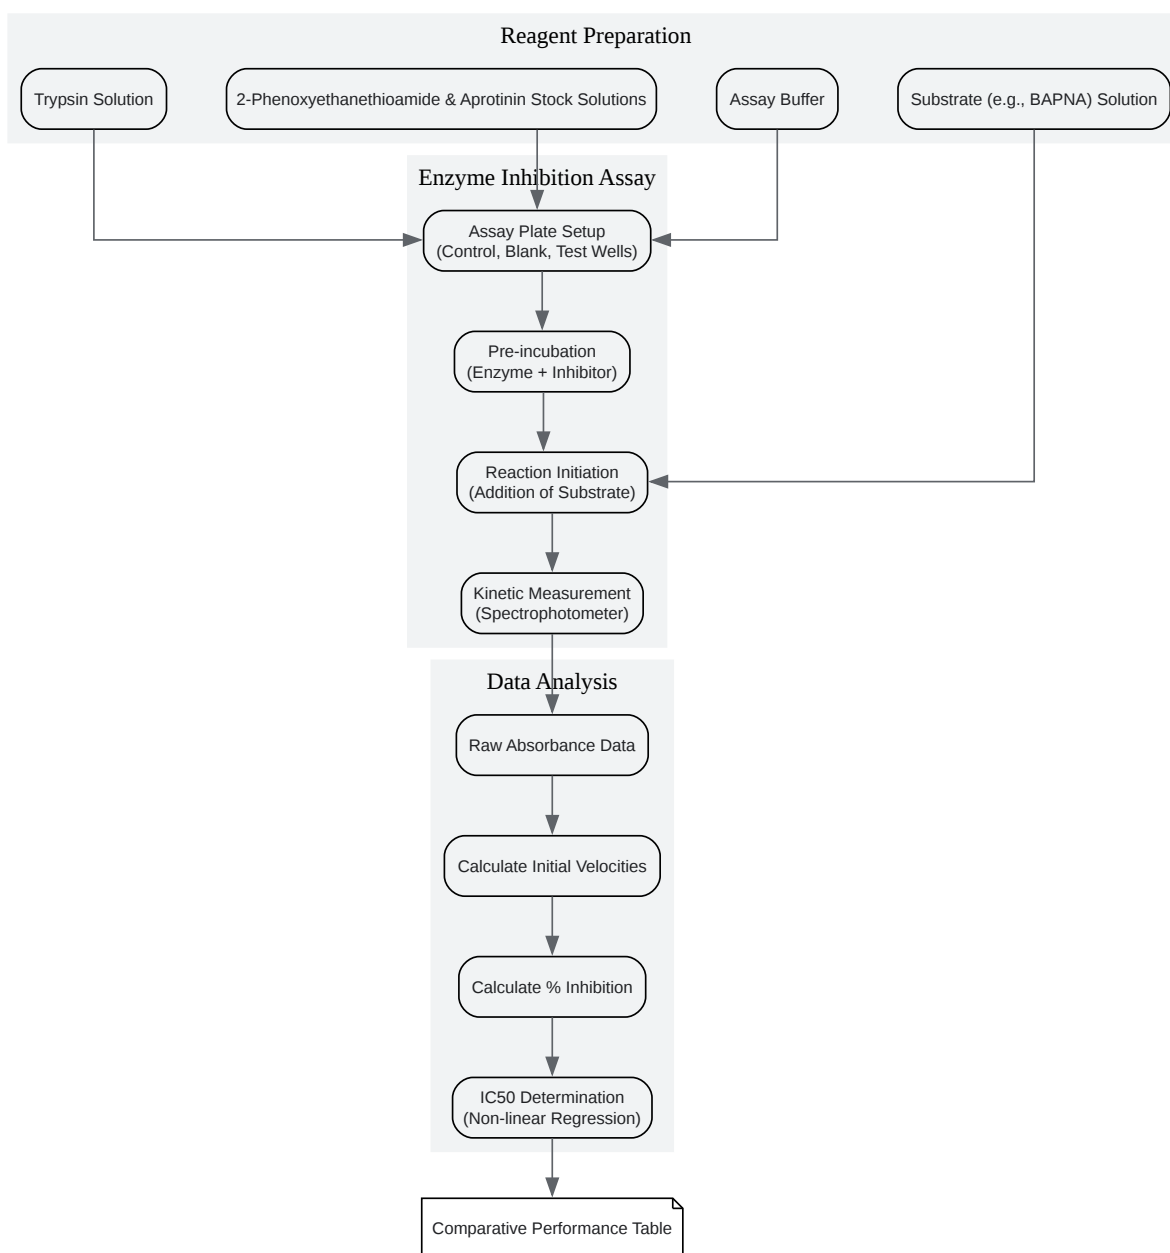 Reagent Preparation
Trypsin Solution
2-Phenoxyethanethioamide & Aprotinin Stock Solutions
Assay Buffer
Substrate (e.g., BAPNA) Solution
Enzyme Inhibition Assay
Assay Plate Setup
(Control, Blank, Test Wells)
Pre-incubation
(Enzyme + Inhibitor)
Reaction Initiation
(Addition of Substrate)
Kinetic Measurement
(Spectrophotometer)
Data Analysis
Raw Absorbance Data
Calculate Initial Velocities
Calculate % Inhibition
IC50 Determination
(Non-linear Regression)
Comparative Performance Table